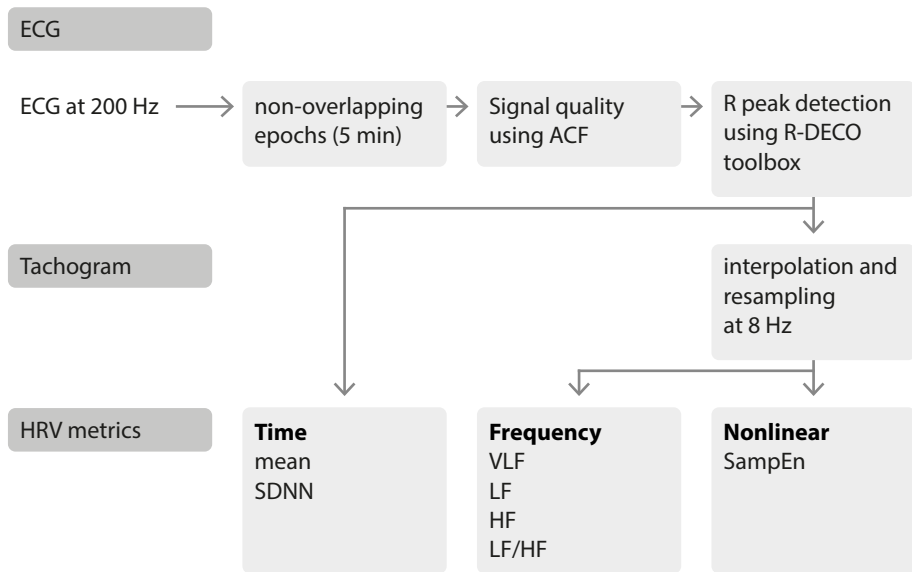 ECG
ECG at 200 Hz
non-overlapping
epochs (5 min)
Signal quality
using ACF
R peak detection
using R-DECO
toolbox
Tachogram
interpolation and
resampling
at 8 Hz
HRV metrics
Time
mean
SDNN
Frequency
VLF
LF
HF
LF/HF
Nonlinear
SampEn